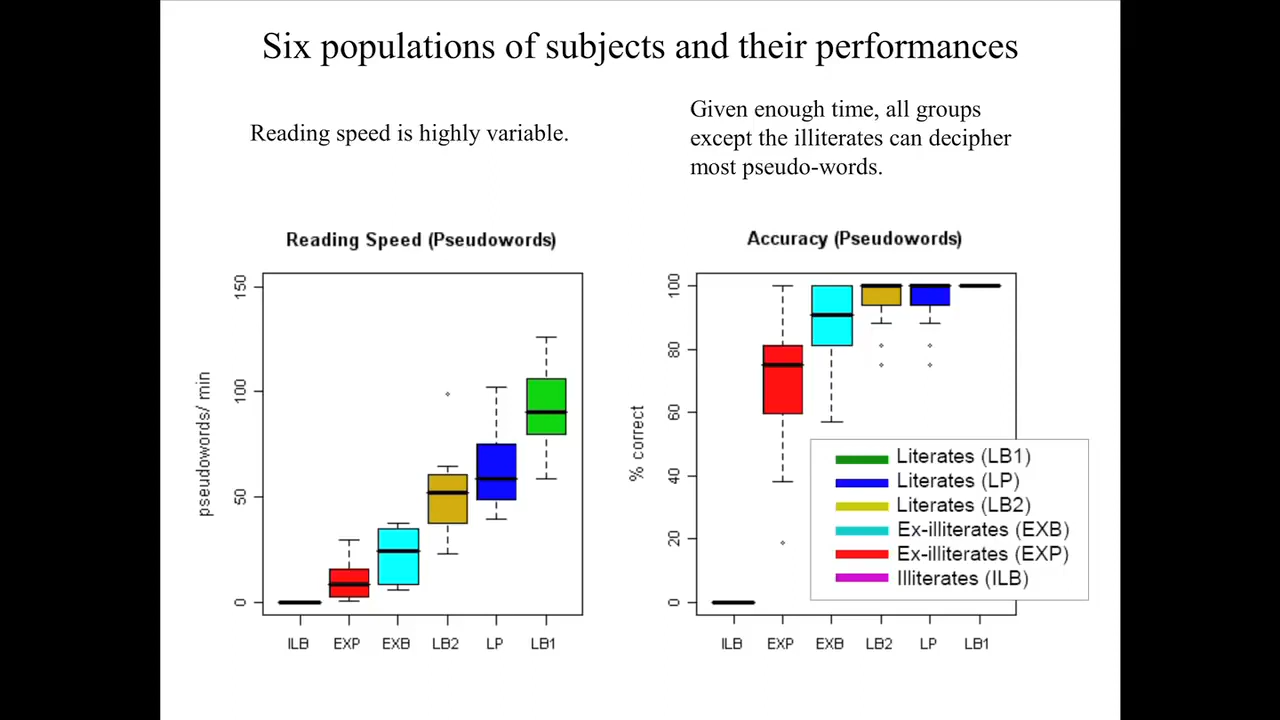 Six populations of subjects and their performances
Reading speed is highly variable.
Given enough time, all groups
except the illiterates can decipher
most pseudo-words.
Reading Speed (Pseudowords)
pseudowords/ min
150
100
50
0
ILB EXP EXB LB2 LP LB1
Accuracy (Pseudowords)
% correct
100
80
60
40
20
0
ILB EXP EXB LB2 LP LB1
Literates (LB1)
Literates (LP)
Literates (LB2)
Ex-illiterates (EXB)
Ex-illiterates (EXP)
Illiterates (ILB)